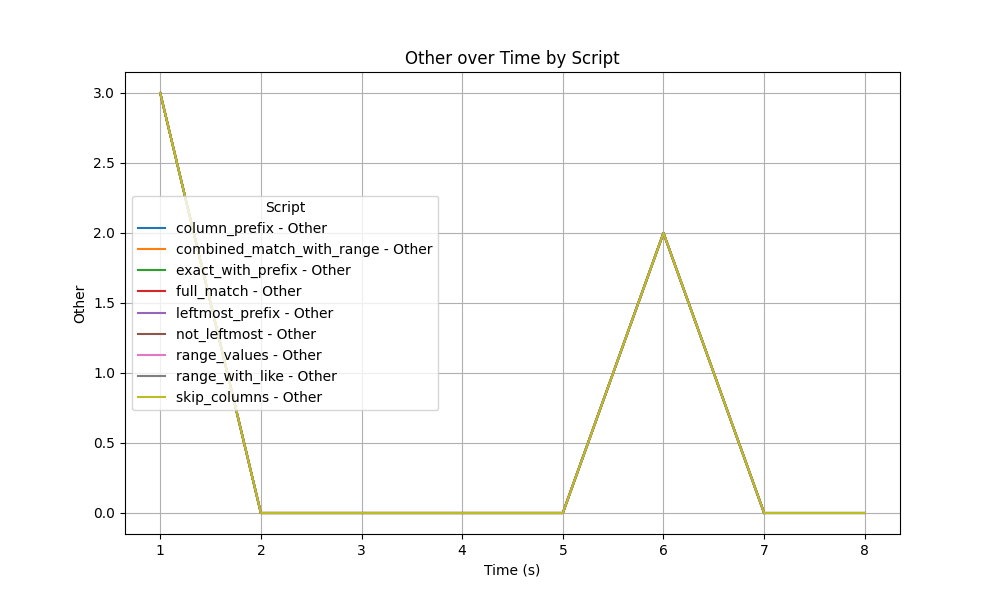 Other over Time by Script
3.0
2.5
2.0
1.5
1.0
0.5
0.0
Other
Script
column_prefix - Other
combined_match_with_range - Other
exact_with_prefix - Other
full_match - Other
leftmost_prefix - Other
not_leftmost - Other
range_values - Other
range_with_like - Other
skip_columns - Other
1 2 3 4 5 6 7 8
Time (s)